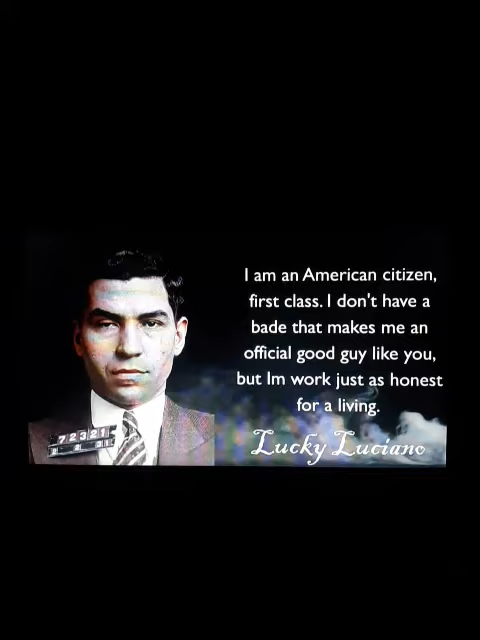 I am an American citizen,
first class. I don't have a
bade that makes me an
official good guy like you,
but Im work just as honest
for a living.
Lucky Luciano
72321